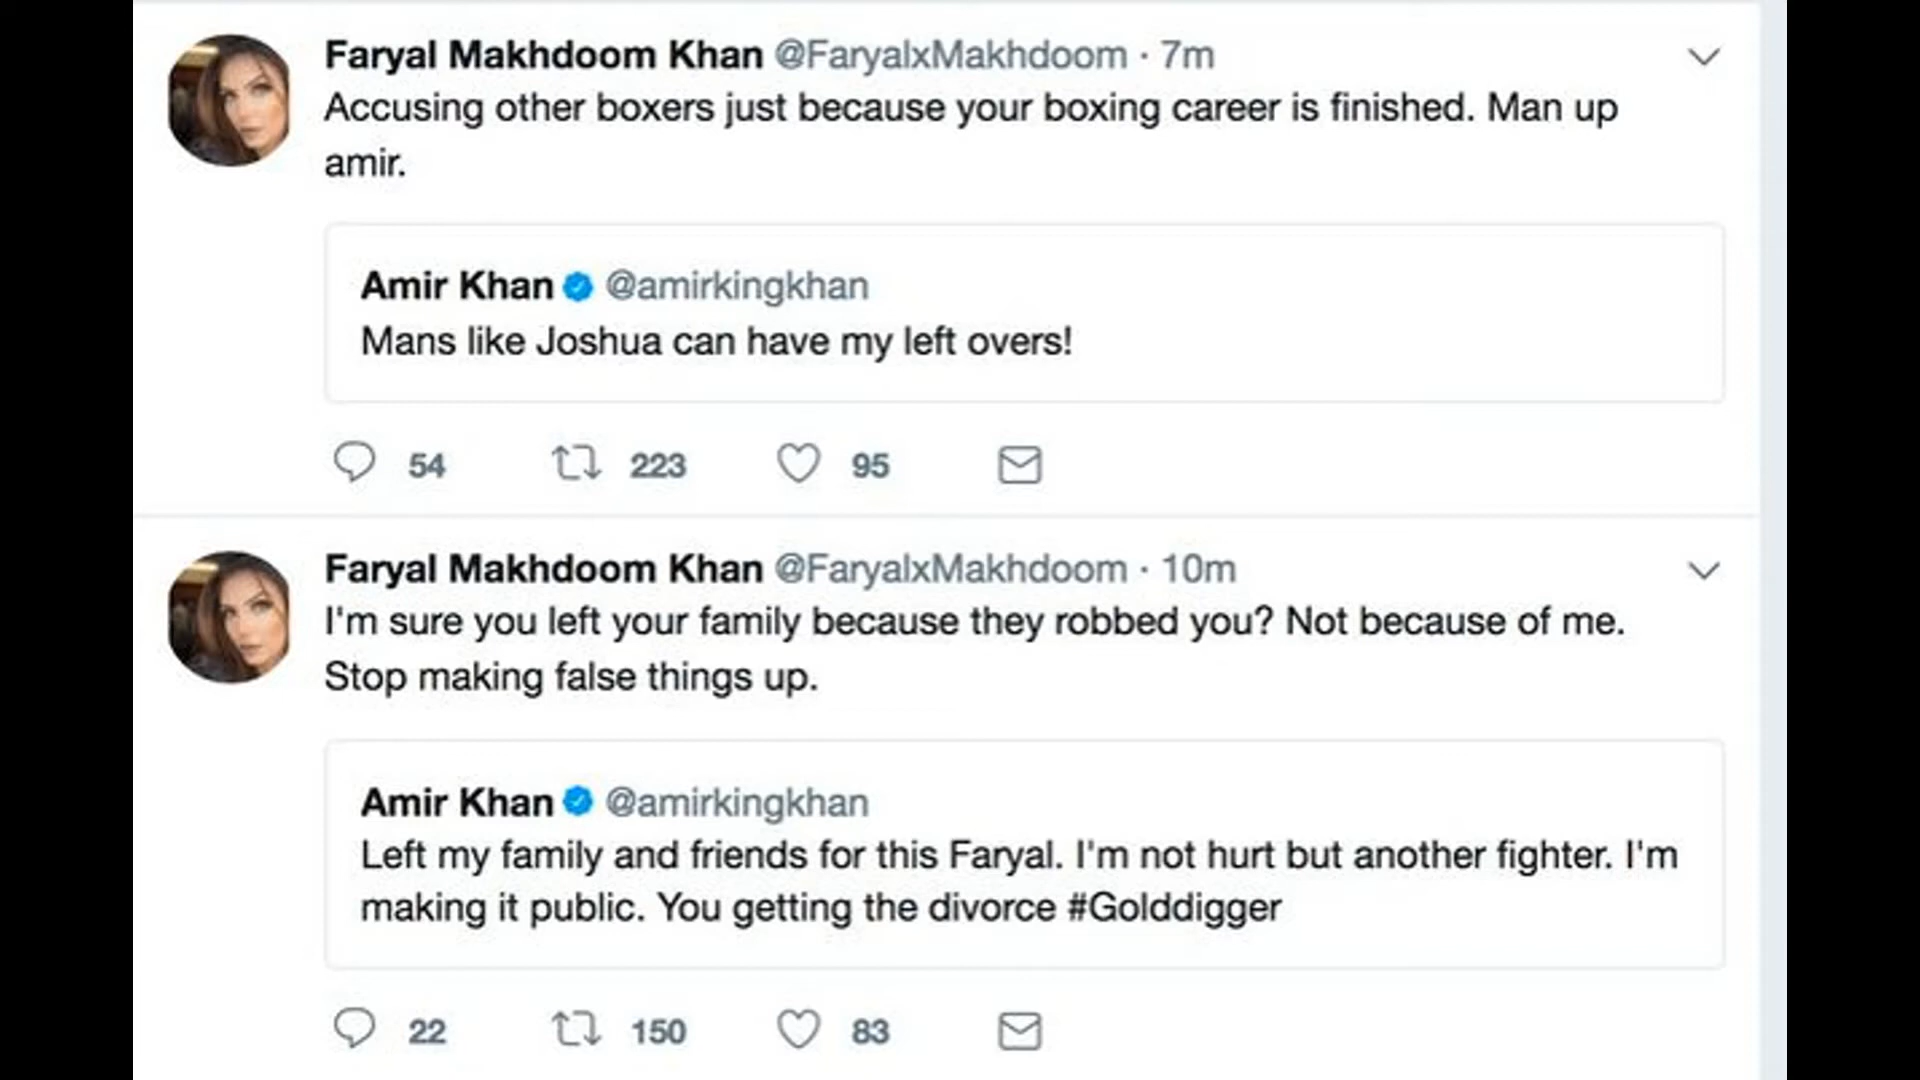 Faryal Makhdoom Khan @FaryalxMakhdoom · 7m
Accusing other boxers just because your boxing career is finished. Man up
amir.
Amir Khan @amirkingkhan
Mans like Joshua can have my left overs!
54 223 95
Faryal Makhdoom Khan @FaryalxMakhdoom · 10m
I'm sure you left your family because they robbed you? Not because of me.
Stop making false things up.
Amir Khan @amirkingkhan
Left my family and friends for this Faryal. I'm not hurt but another fighter. I'm
making it public. You getting the divorce #Golddigger
22 150 83